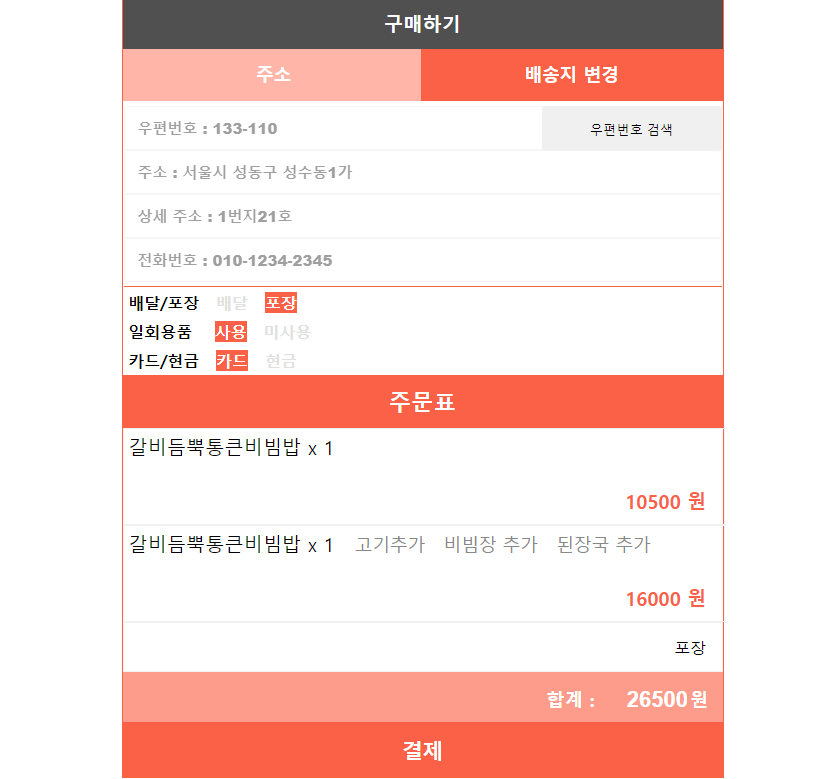 구매하기
주소 배송지 변경
우편번호 : 133-110 우편번호 검색
주소 : 서울시 성동구 성수동1가
상세 주소 : 1번지21호
전화번호 : 010-1234-2345
배달/포장 배달 포장
일회용품 사용 미사용
카드/현금 카드 현금
주문표
갈비듬뿍통큰비빔밥 x 1
10500 원
갈비듬뿍통큰비빔밥 x 1 고기추가 비빔장 추가 된장국 추가
16000 원
포장
합계 : 26500원
결제